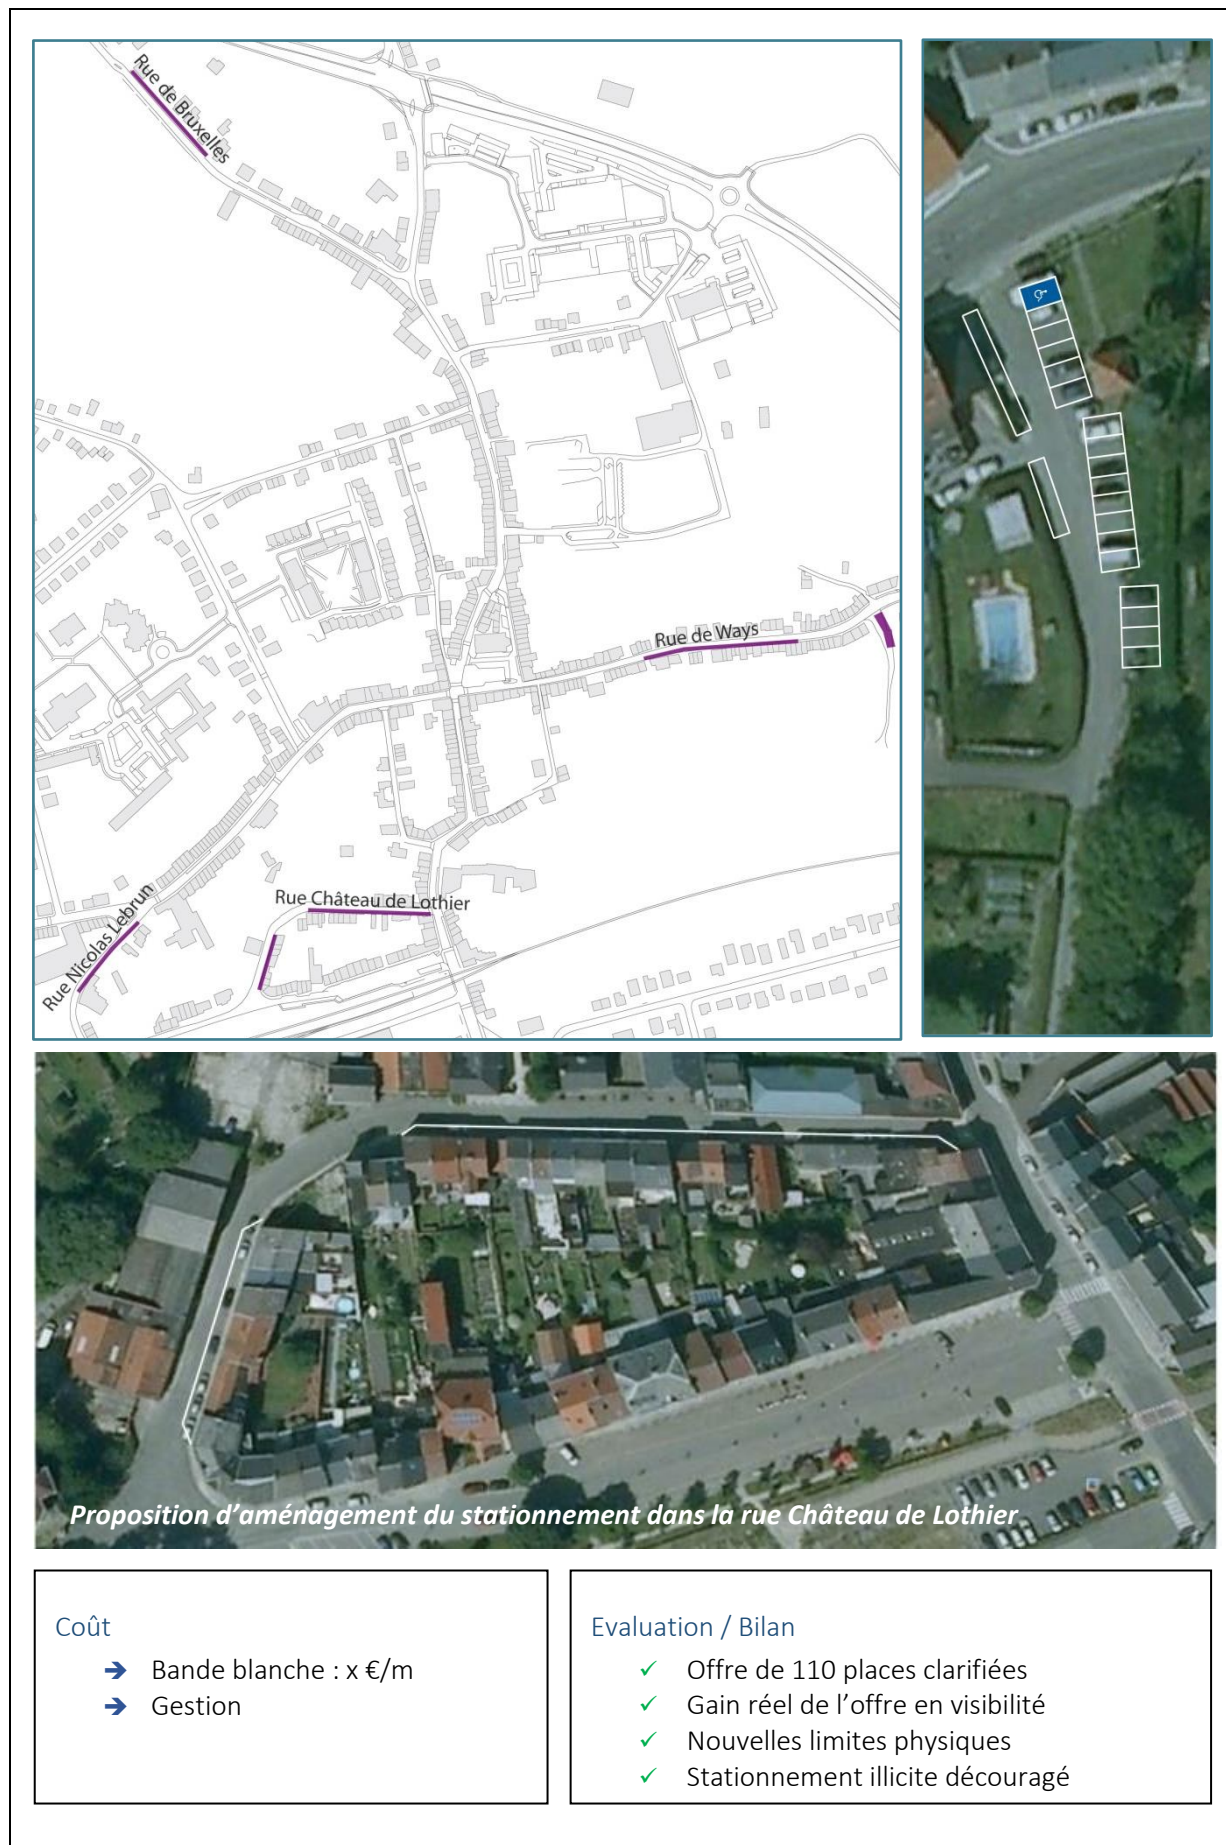 Rue de Bruxelles
Rue de Ways
Rue Château de Lothier
Rue Nicolas Lebrun
Proposition d'aménagement du stationnement dans la rue Château de Lothier
Coût
➔ Bande blanche : x €/m
➔ Gestion
Evaluation / Bilan
✓ Offre de 110 places clarifiées
✓ Gain réel de l'offre en visibilité
✓ Nouvelles limites physiques
✓ Stationnement illicite découragé